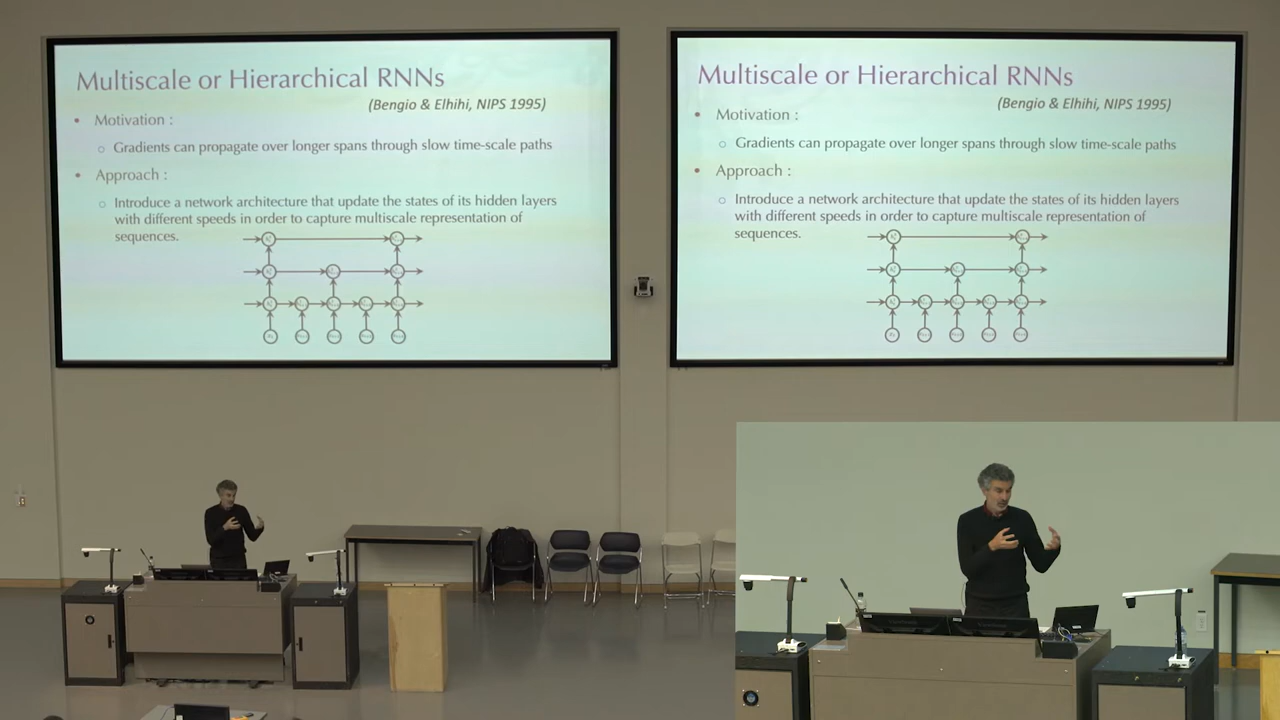 Multiscale or Hierarchical RNNs
(Bengio & Elhihi, NIPS 1995)
• Motivation :
○ Gradients can propagate over longer spans through slow time-scale paths
• Approach :
○ Introduce a network architecture that update the states of its hidden layers
with different speeds in order to capture multiscale representation of
sequences.
Multiscale or Hierarchical RNNs
(Bengio & Elhihi, NIPS 1995)
• Motivation :
○ Gradients can propagate over longer spans through slow time-scale paths
• Approach :
○ Introduce a network architecture that update the states of its hidden layers
with different speeds in order to capture multiscale representation of
sequences.